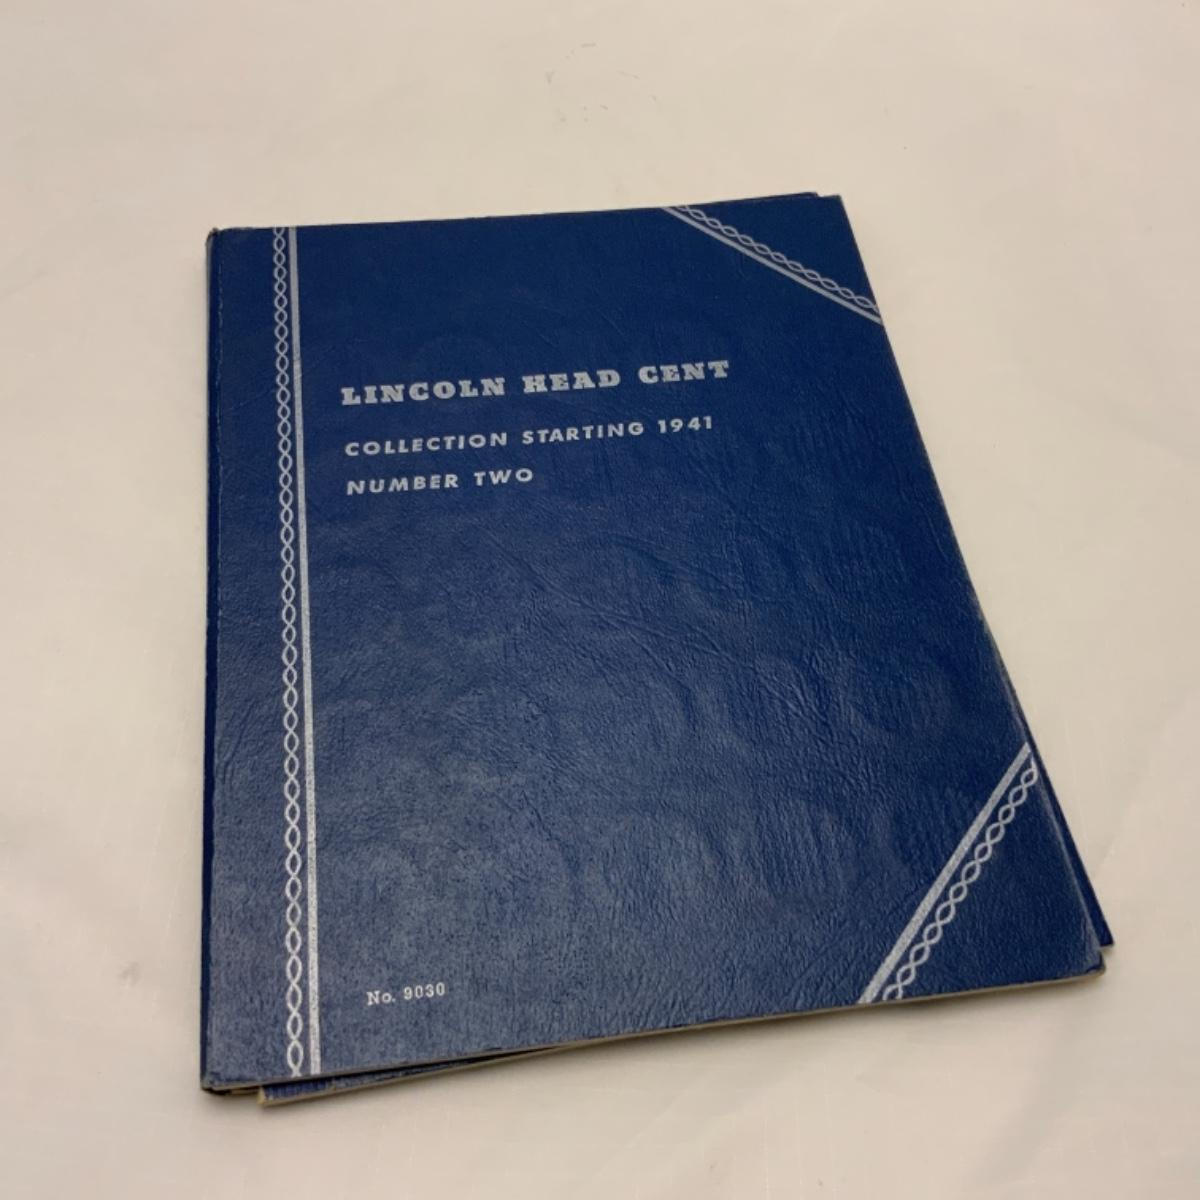 LINCOLN HEAD CENT
COLLECTION STARTING 1941
NUMBER TWO
No. 9030